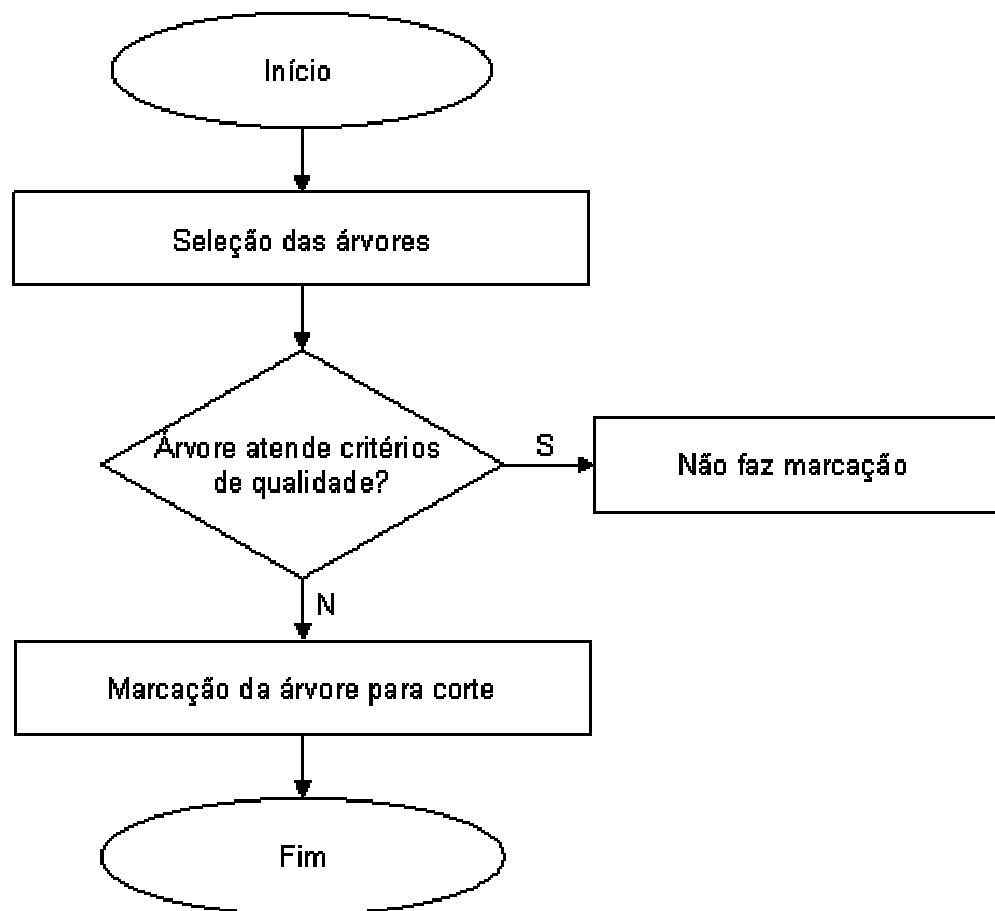 Início
Seleção das árvores
Árvore atende critérios
de qualidade?
S
Não faz marcação
N
Marcação da árvore para corte
Fim